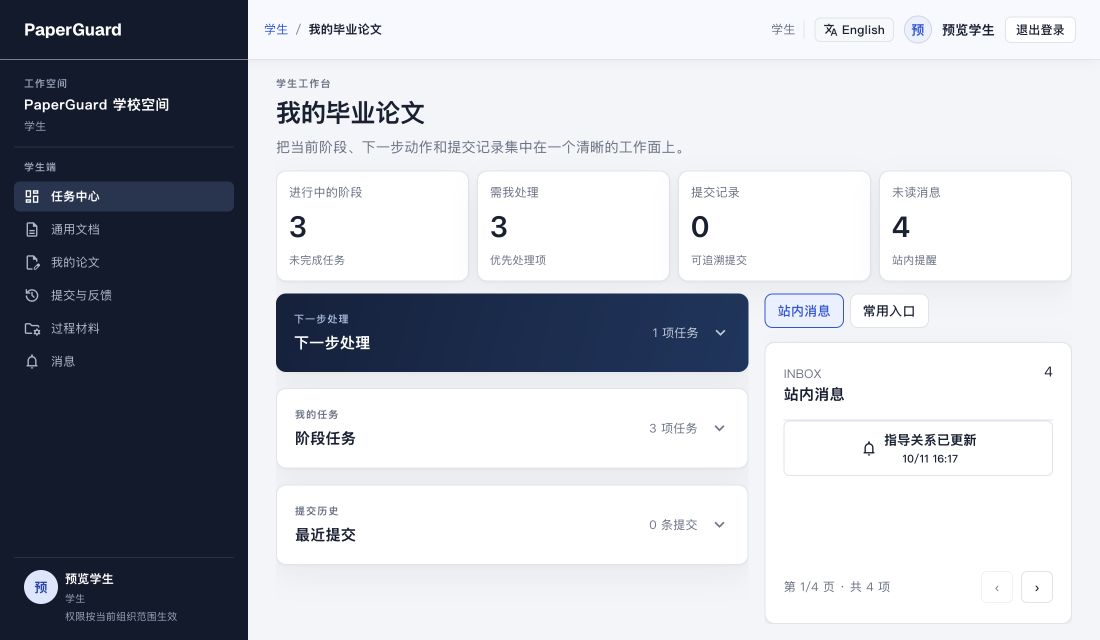 PaperGuard
工作空间
PaperGuard 学校空间
学生
学生端
任务中心
通用文档
我的论文
提交与反馈
过程材料
消息
预
预览学生
学生
权限按当前组织范围生效
学生 / 我的毕业论文
学生
English
预
预览学生
退出登录
学生工作台
我的毕业论文
把当前阶段、下一步动作和提交记录集中在一个清晰的工作面上。
进行中的阶段
3
未完成任务
需我处理
3
优先处理项
提交记录
0
可追溯提交
未读消息
4
站内提醒
下一步处理
下一步处理
1 项任务
我的任务
阶段任务
3 项任务
提交历史
最近提交
0 条提交
站内消息
常用入口
INBOX
4
站内消息
指导关系已更新
10/11 16:17
第 1/4 页 · 共 4 项
‹
›